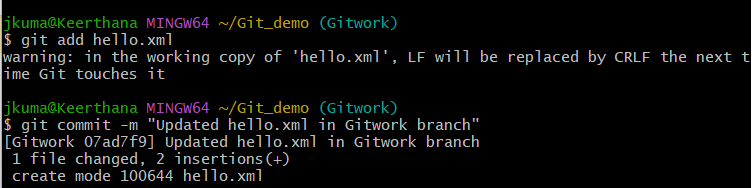 jkuma@Keerthana MINGW64 ~/Git_demo (Gitwork)
$ git add hello.xml
warning: in the working copy of 'hello.xml', LF will be replaced by CRLF the next t
ime Git touches it
jkuma@Keerthana MINGW64 ~/Git_demo (Gitwork)
$ git commit -m "Updated hello.xml in Gitwork branch"
[Gitwork 07ad7f9] Updated hello.xml in Gitwork branch
 1 file changed, 2 insertions(+)
 create mode 100644 hello.xml